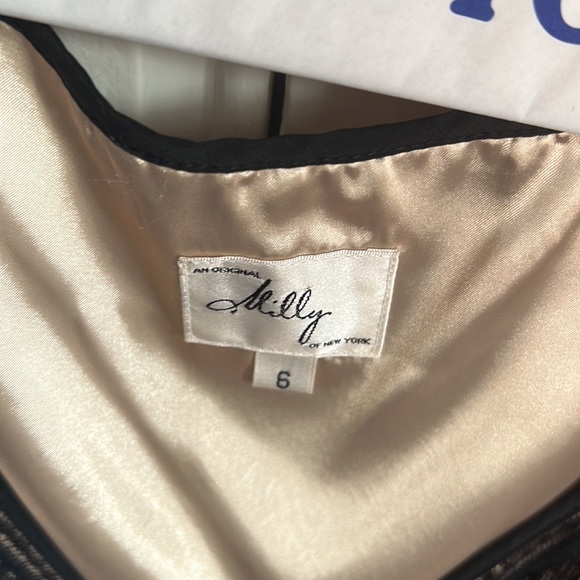 AN ORIGINAL
Milly
OF NEW YORK
6